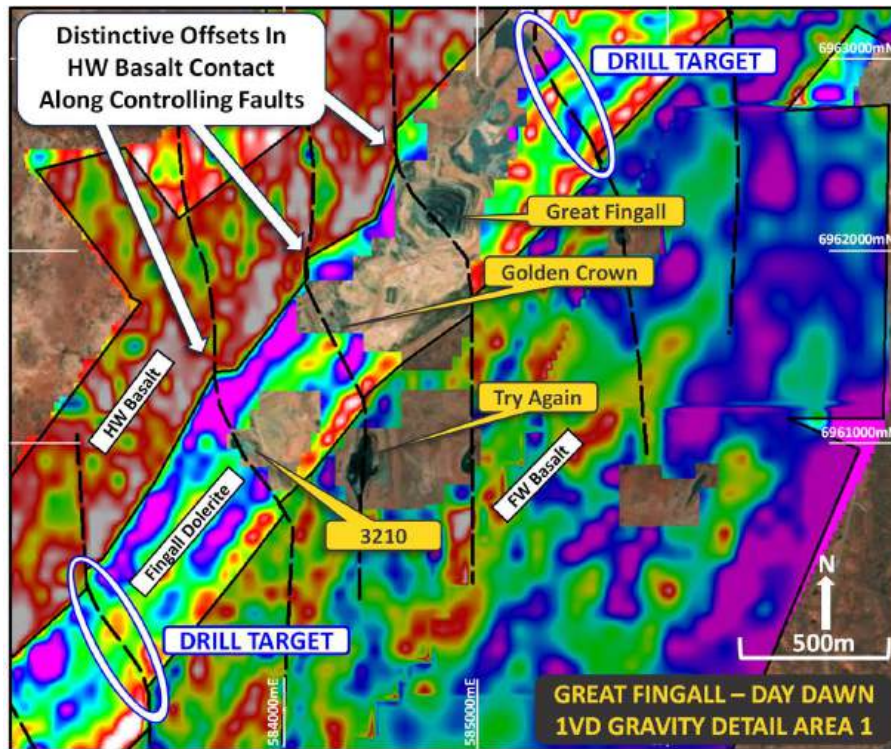 Distinctive Offsets In
HW Basalt Contact
Along Controlling Faults
DRILL TARGET
6963000mN
Great Fingall
6962000mN
Golden Crown
HW Basalt
Try Again
6961000mN
FW Basalt
Fingall Dolerite
3210
N
500m
DRILL TARGET
584000mE
585000mE
GREAT FINGALL – DAY DAWN
1VD GRAVITY DETAIL AREA 1